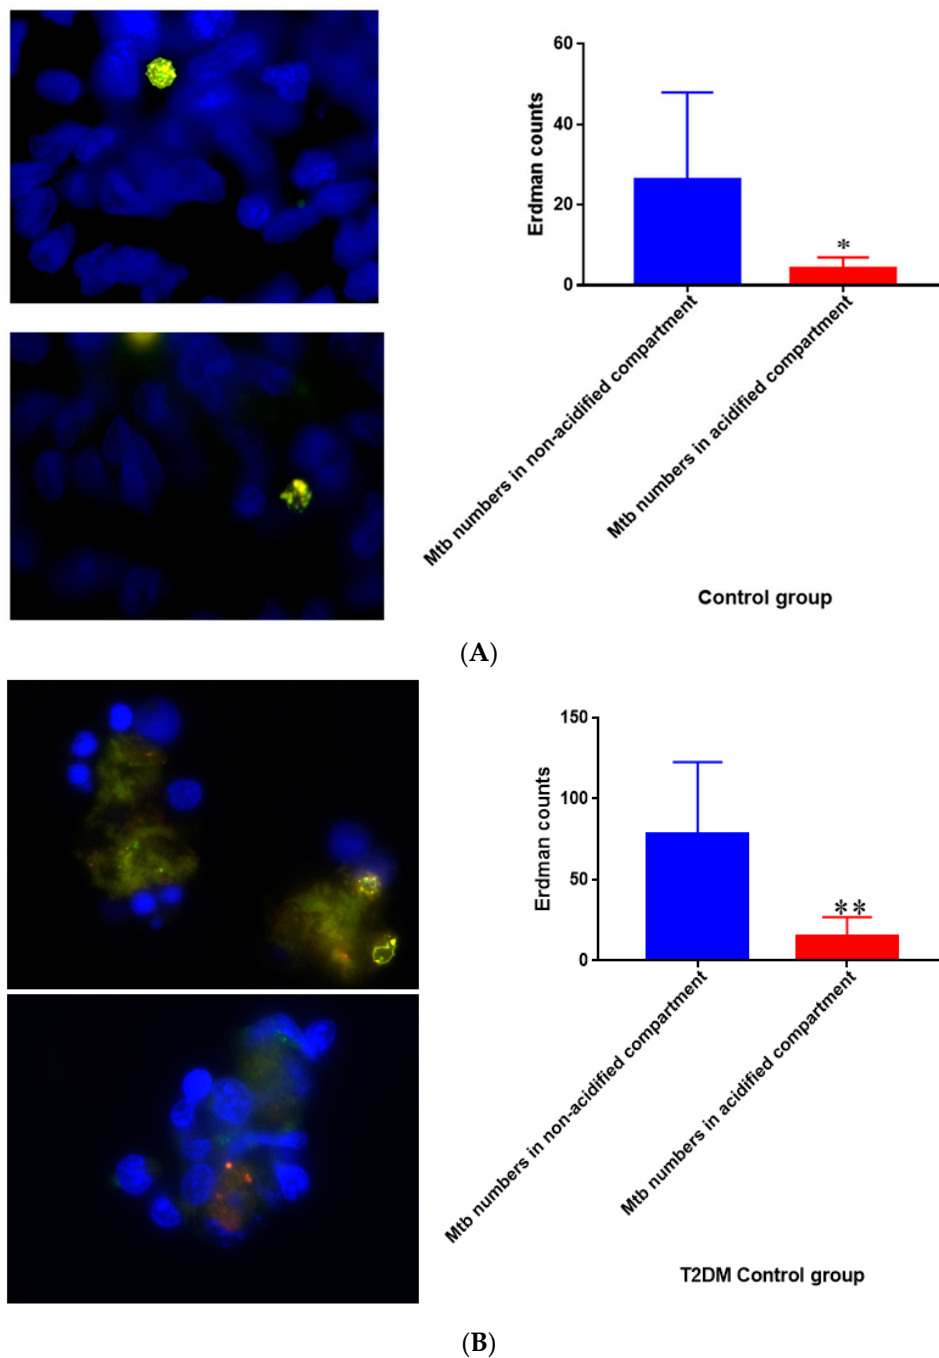 60
40
20
0
Erdman counts
*
Mtb numbers in non-acidified compartment
Mtb numbers in acidified compartment
Control group
(A)
150
100
50
0
Erdman counts
**
Mtb numbers in non-acidified compartment
Mtb numbers in acidified compartment
T2DM Control group
(B)